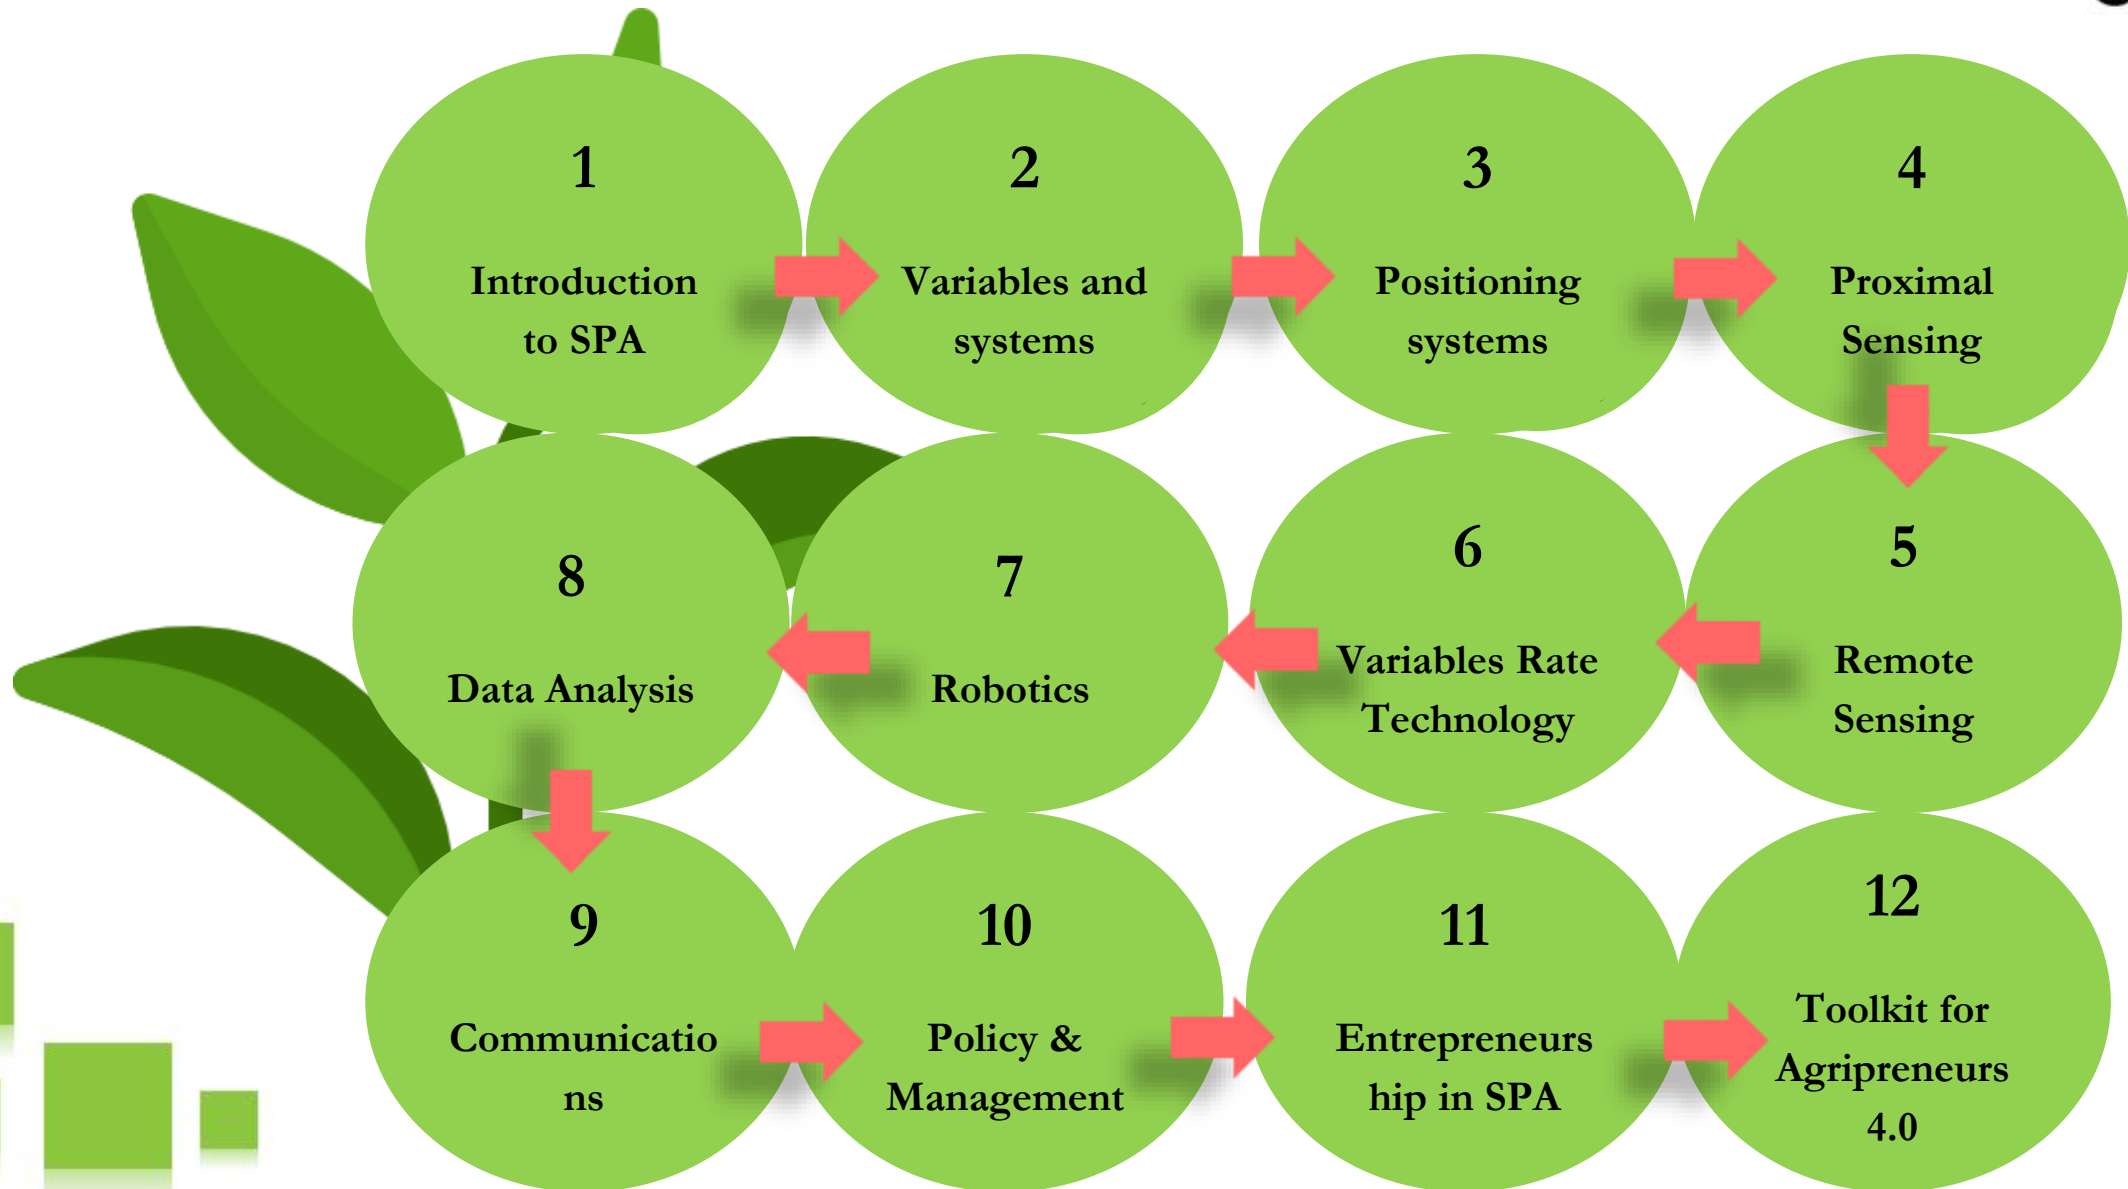 1
Introduction
to SPA
2
Variables and
systems
3
Positioning
systems
4
Proximal
Sensing
5
Remote
Sensing
6
Variables Rate
Technology
7
Robotics
8
Data Analysis
9
Communicatio
ns
10
Policy &
Management
11
Entrepreneurs
hip in SPA
12
Toolkit for
Agripreneurs
4.0